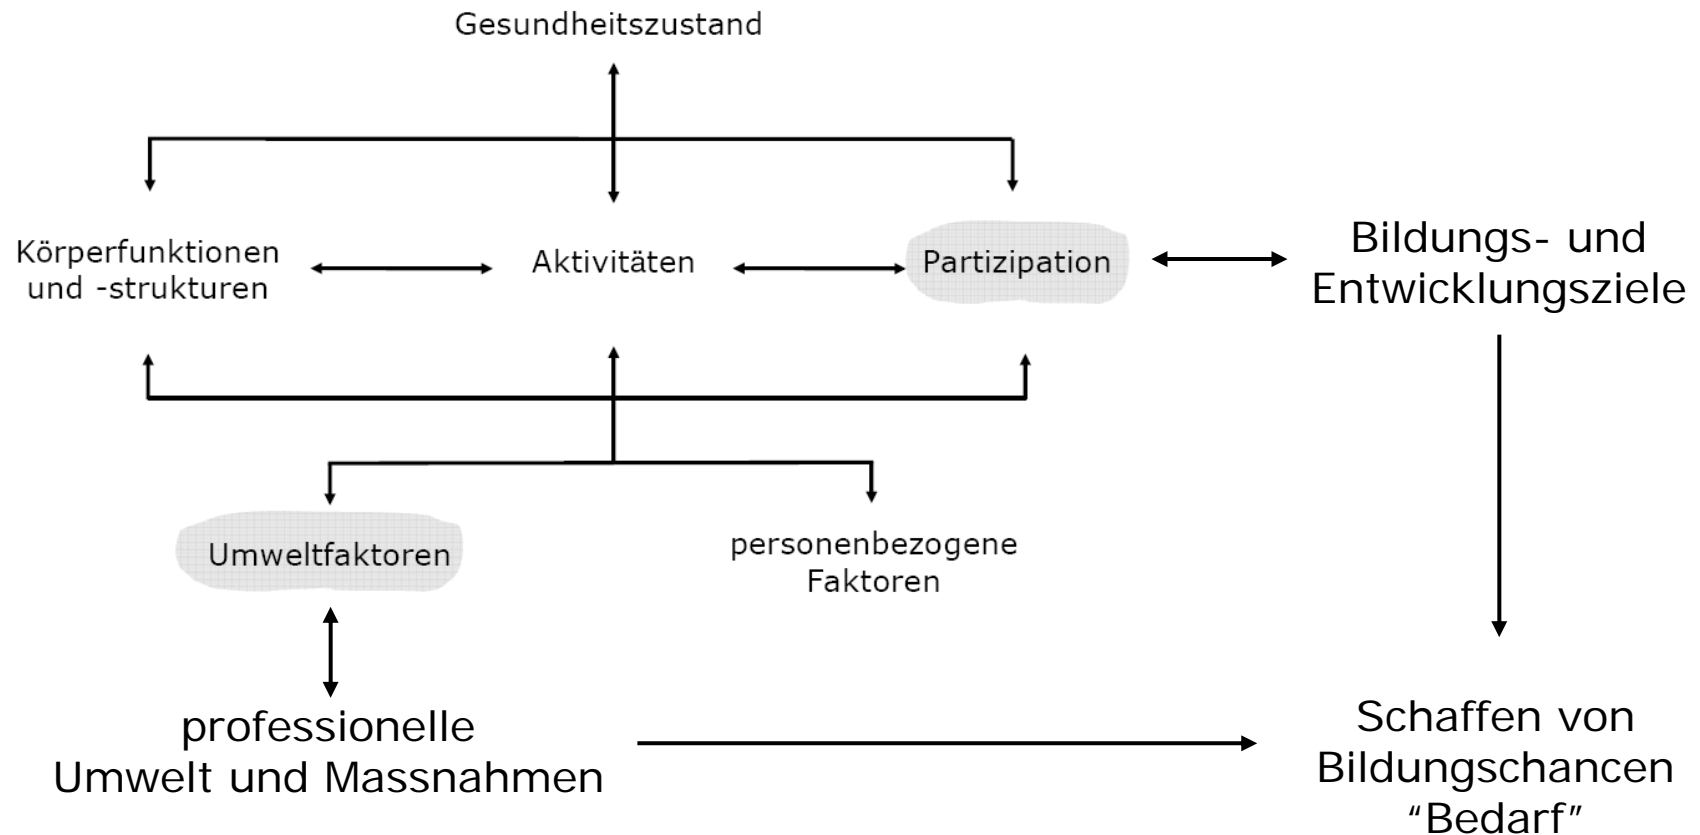 Gesundheitszustand
Körperfunktionen
und -strukturen
Aktivitäten
Partizipation
Bildungs- und
Entwicklungsziele
Umweltfaktoren
personenbezogene
Faktoren
professionelle
Umwelt und Massnahmen
Schaffen von
Bildungschancen
“Bedarf”